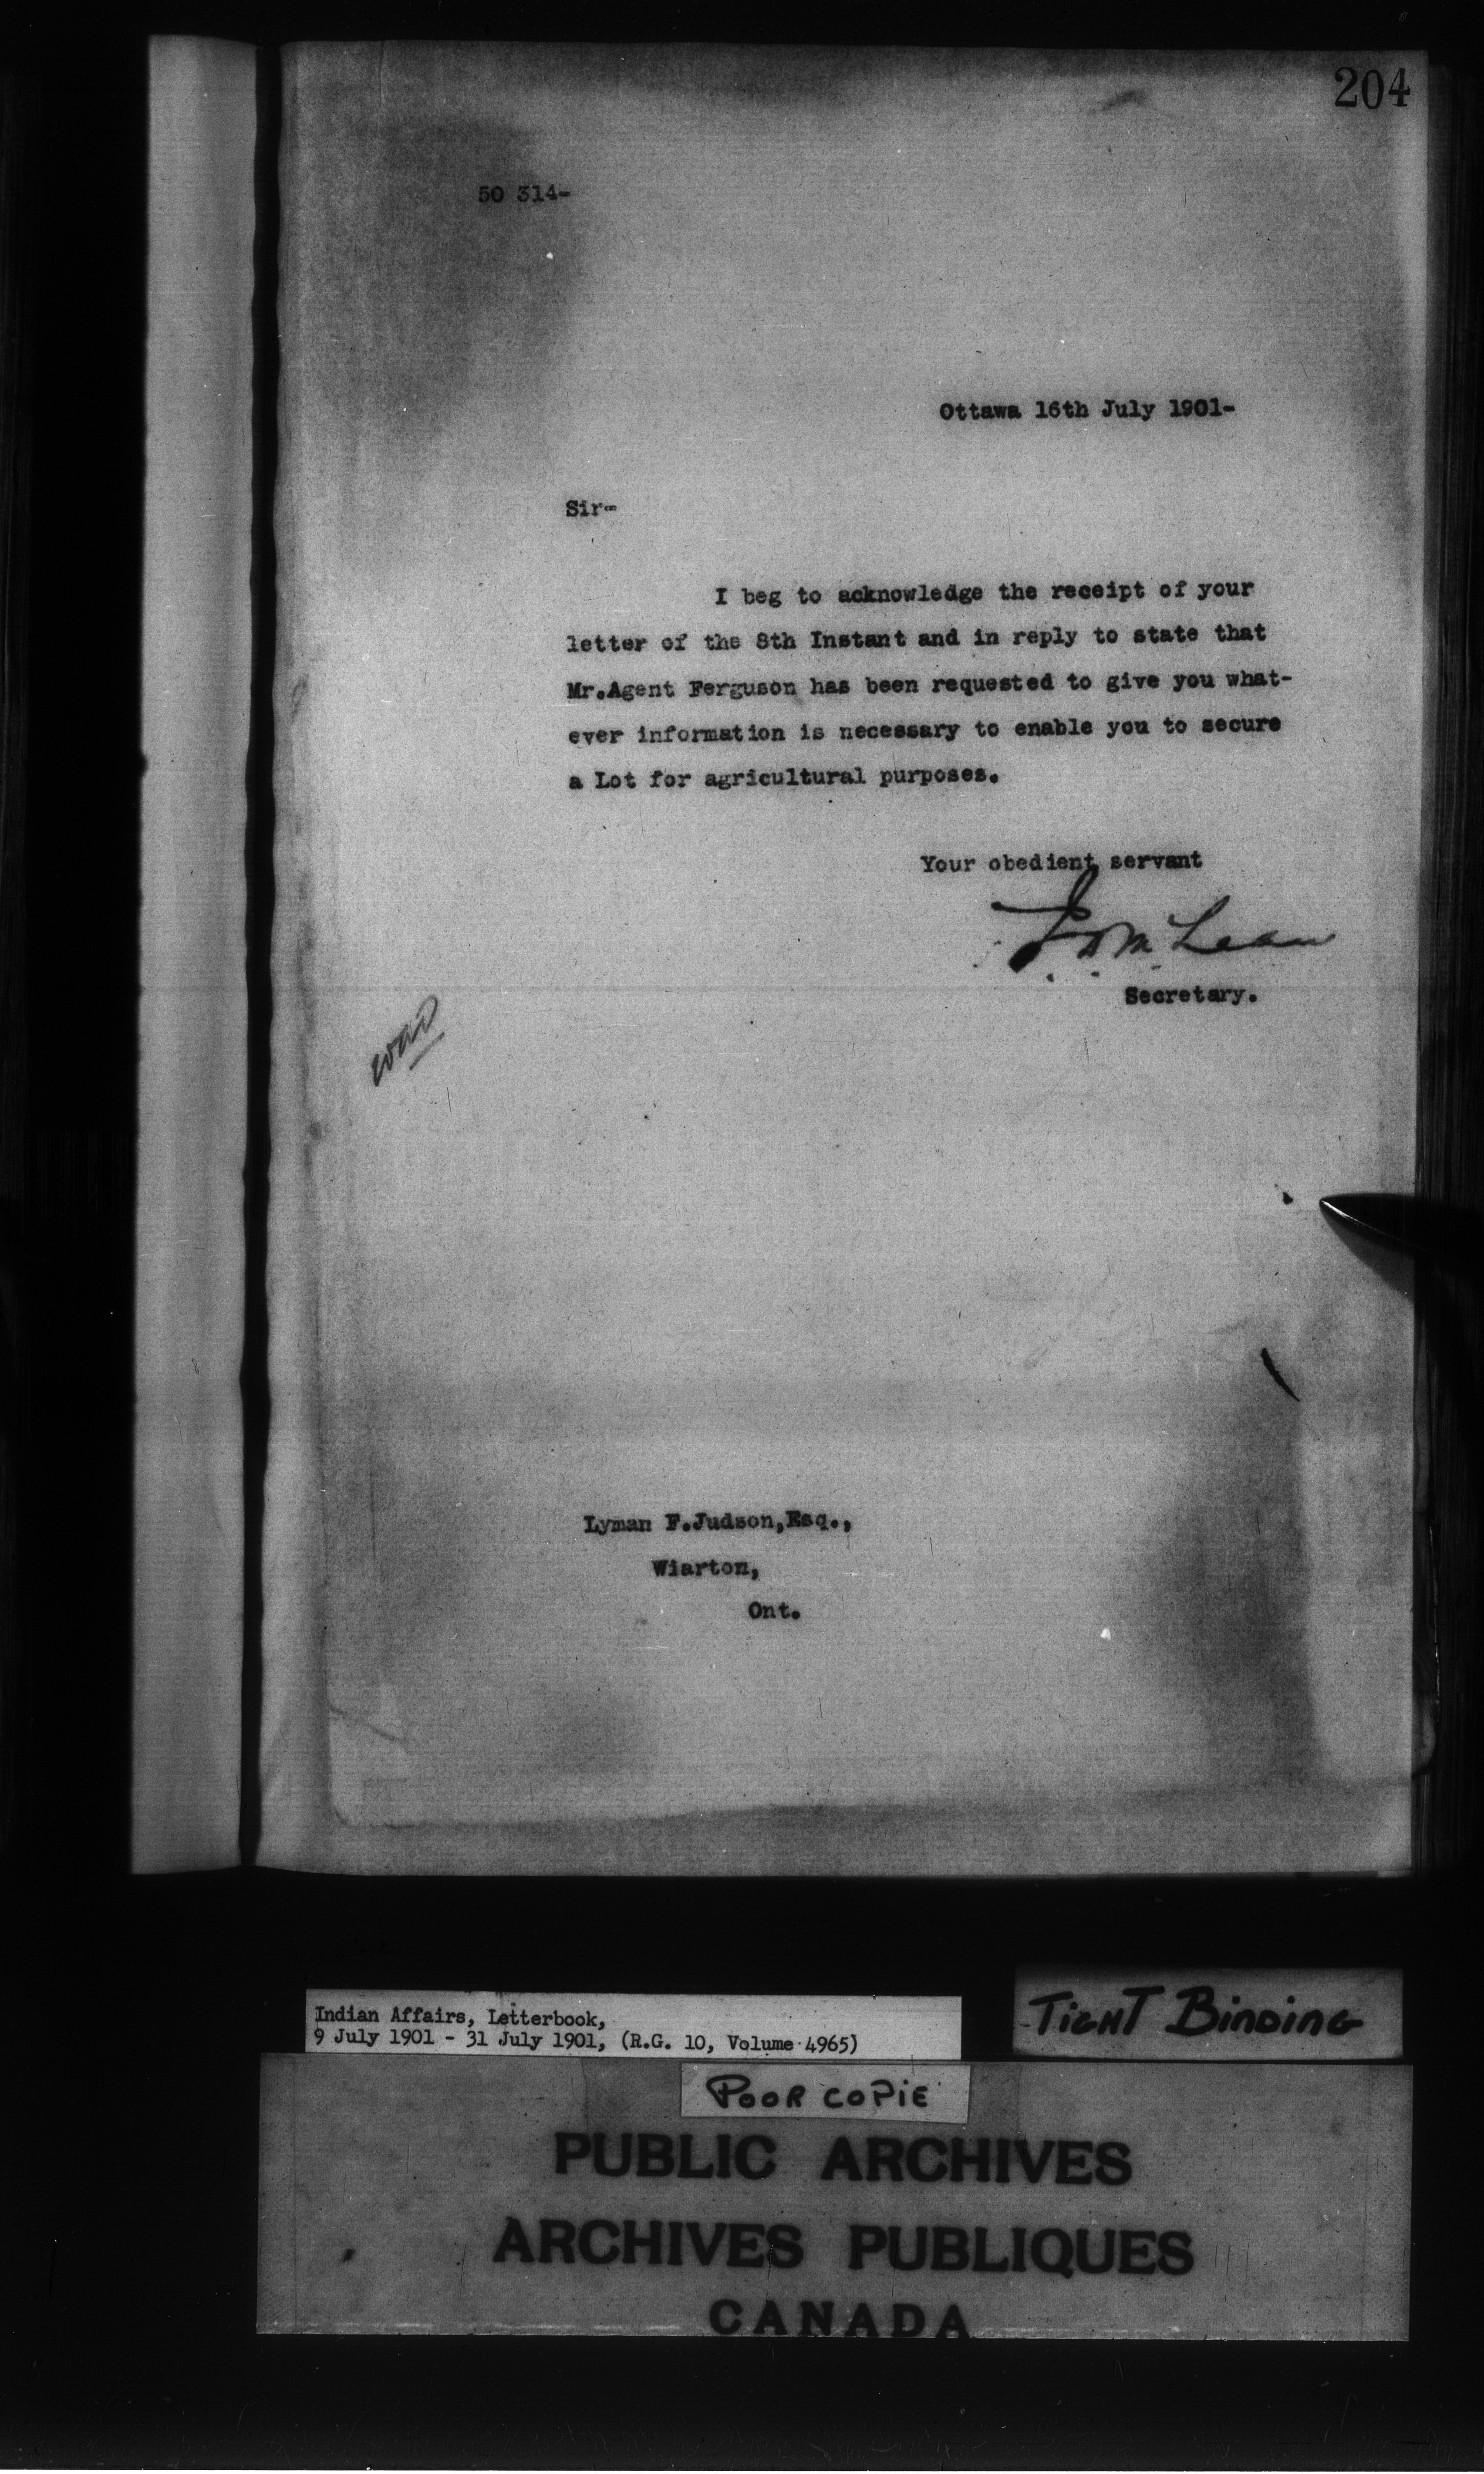 204
50 314-
Ottawa 16th July 1901-
Sir-
I beg to acknowledge the receipt of your
letter of the 8th Instant and in reply to state that
Mr.Agent Ferguson has been requested to give you what-
ever information is necessary to enable you to secure
a Lot for agricultural purposes.
Your obedient servant
J D McLean
Secretary.
Lyman F.Judson,Esq.,
Wiarton,
Ont.
Indian Affairs, Letterbook,
9 July 1901 - 31 July 1901, (R.G. 10, Volume 4965)
TIGHT BINDING
POOR COPIE
PUBLIC ARCHIVES
ARCHIVES PUBLIQUES
CANADA